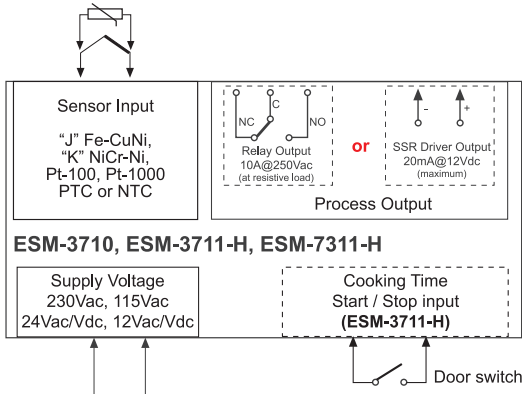 Sensor Input
"J" Fe-CuNi,
"K" NiCr-Ni,
Pt-100, Pt-1000
PTC or NTC
C
NC
NO
Relay Output
10A@250Vac
(at resistive load)
or
- +
SSR Driver Output
20mA@12Vdc
(maximum)
Process Output
ESM-3710, ESM-3711-H, ESM-7311-H
Supply Voltage
230Vac, 115Vac
24Vac/Vdc, 12Vac/Vdc
Cooking Time
Start / Stop input
(ESM-3711-H)
Door switch